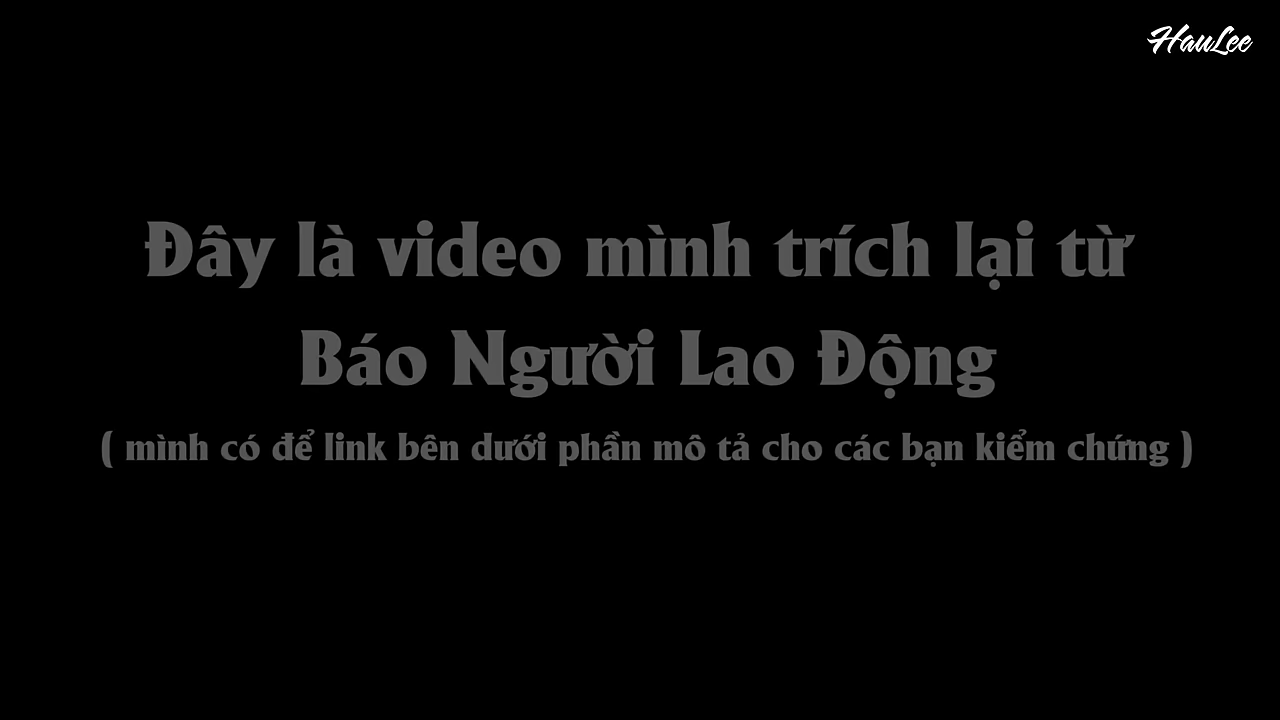 HauLee
Đây là video mình trích lại từ
Báo Người Lao Động
( mình có để link bên dưới phần mô tả cho các bạn kiểm chứng )